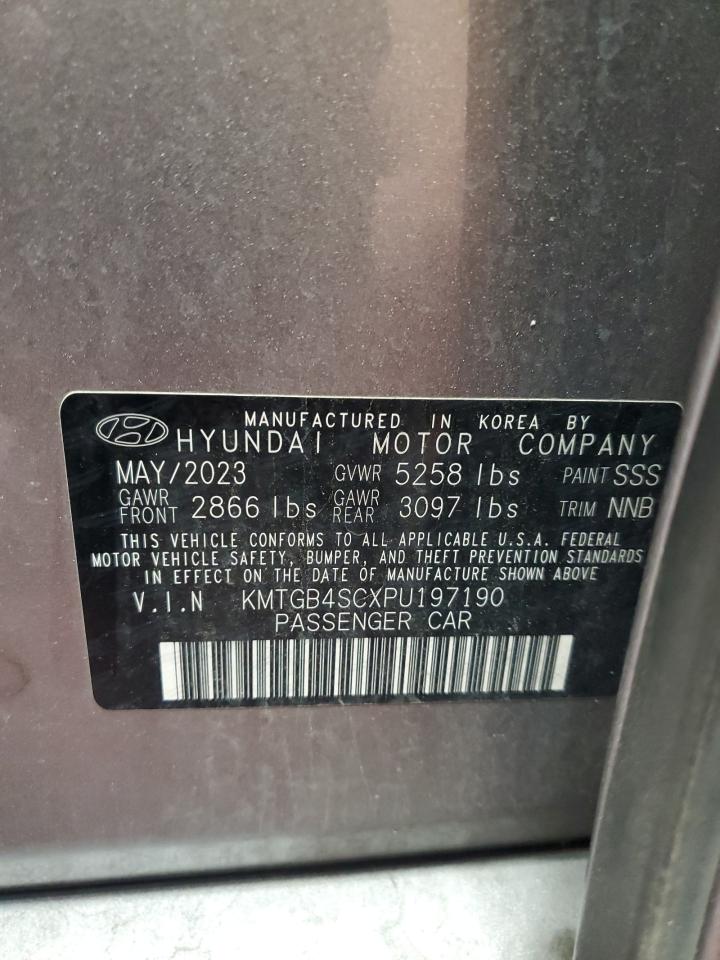 MANUFACTURED IN KOREA BY
HYUNDAI MOTOR COMPANY
MAY/2023 GVWR 5258 lbs PAINT SSS
GAWR FRONT 2866 lbs GAWR REAR 3097 lbs TRIM NNB
THIS VEHICLE CONFORMS TO ALL APPLICABLE U.S.A. FEDERAL
MOTOR VEHICLE SAFETY, BUMPER, AND THEFT PREVENTION STANDARDS
IN EFFECT ON THE DATE OF MANUFACTURE SHOWN ABOVE
V.I.N KMTGB4SCXPU197190
PASSENGER CAR